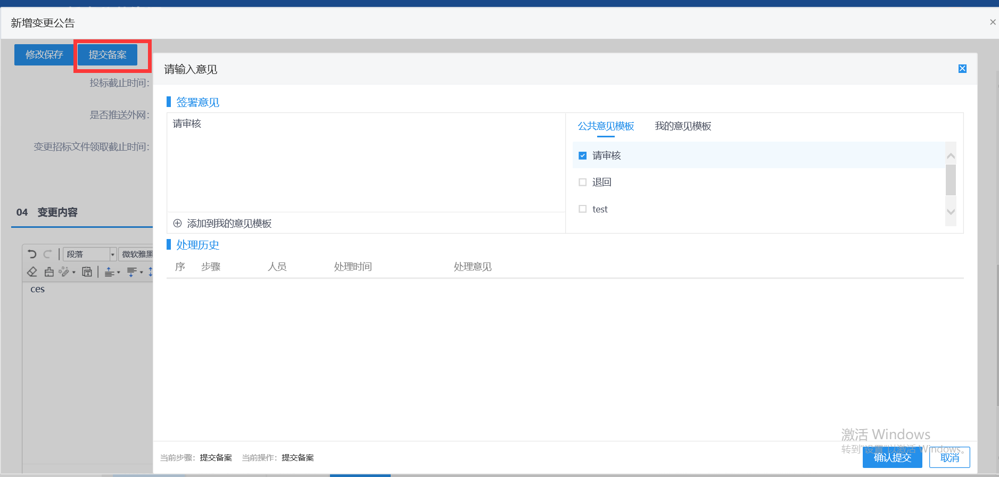 新增变更公告
修改保存 提交备案
请输入意见
投标截止时间：
签署意见
是否推送外网：
请审核
公共意见模板 我的意见模板
变更招标文件领取截止时间：
请审核
退回
test
04 变更内容
添加到我的意见模板
处理历史
段落 微软雅黑
序 步骤 人员 处理时间 处理意见
ces
激活 Windows
转到"设置"以激活 Windows。
当前步骤：提交备案 当前操作：提交备案
确认提交 取消